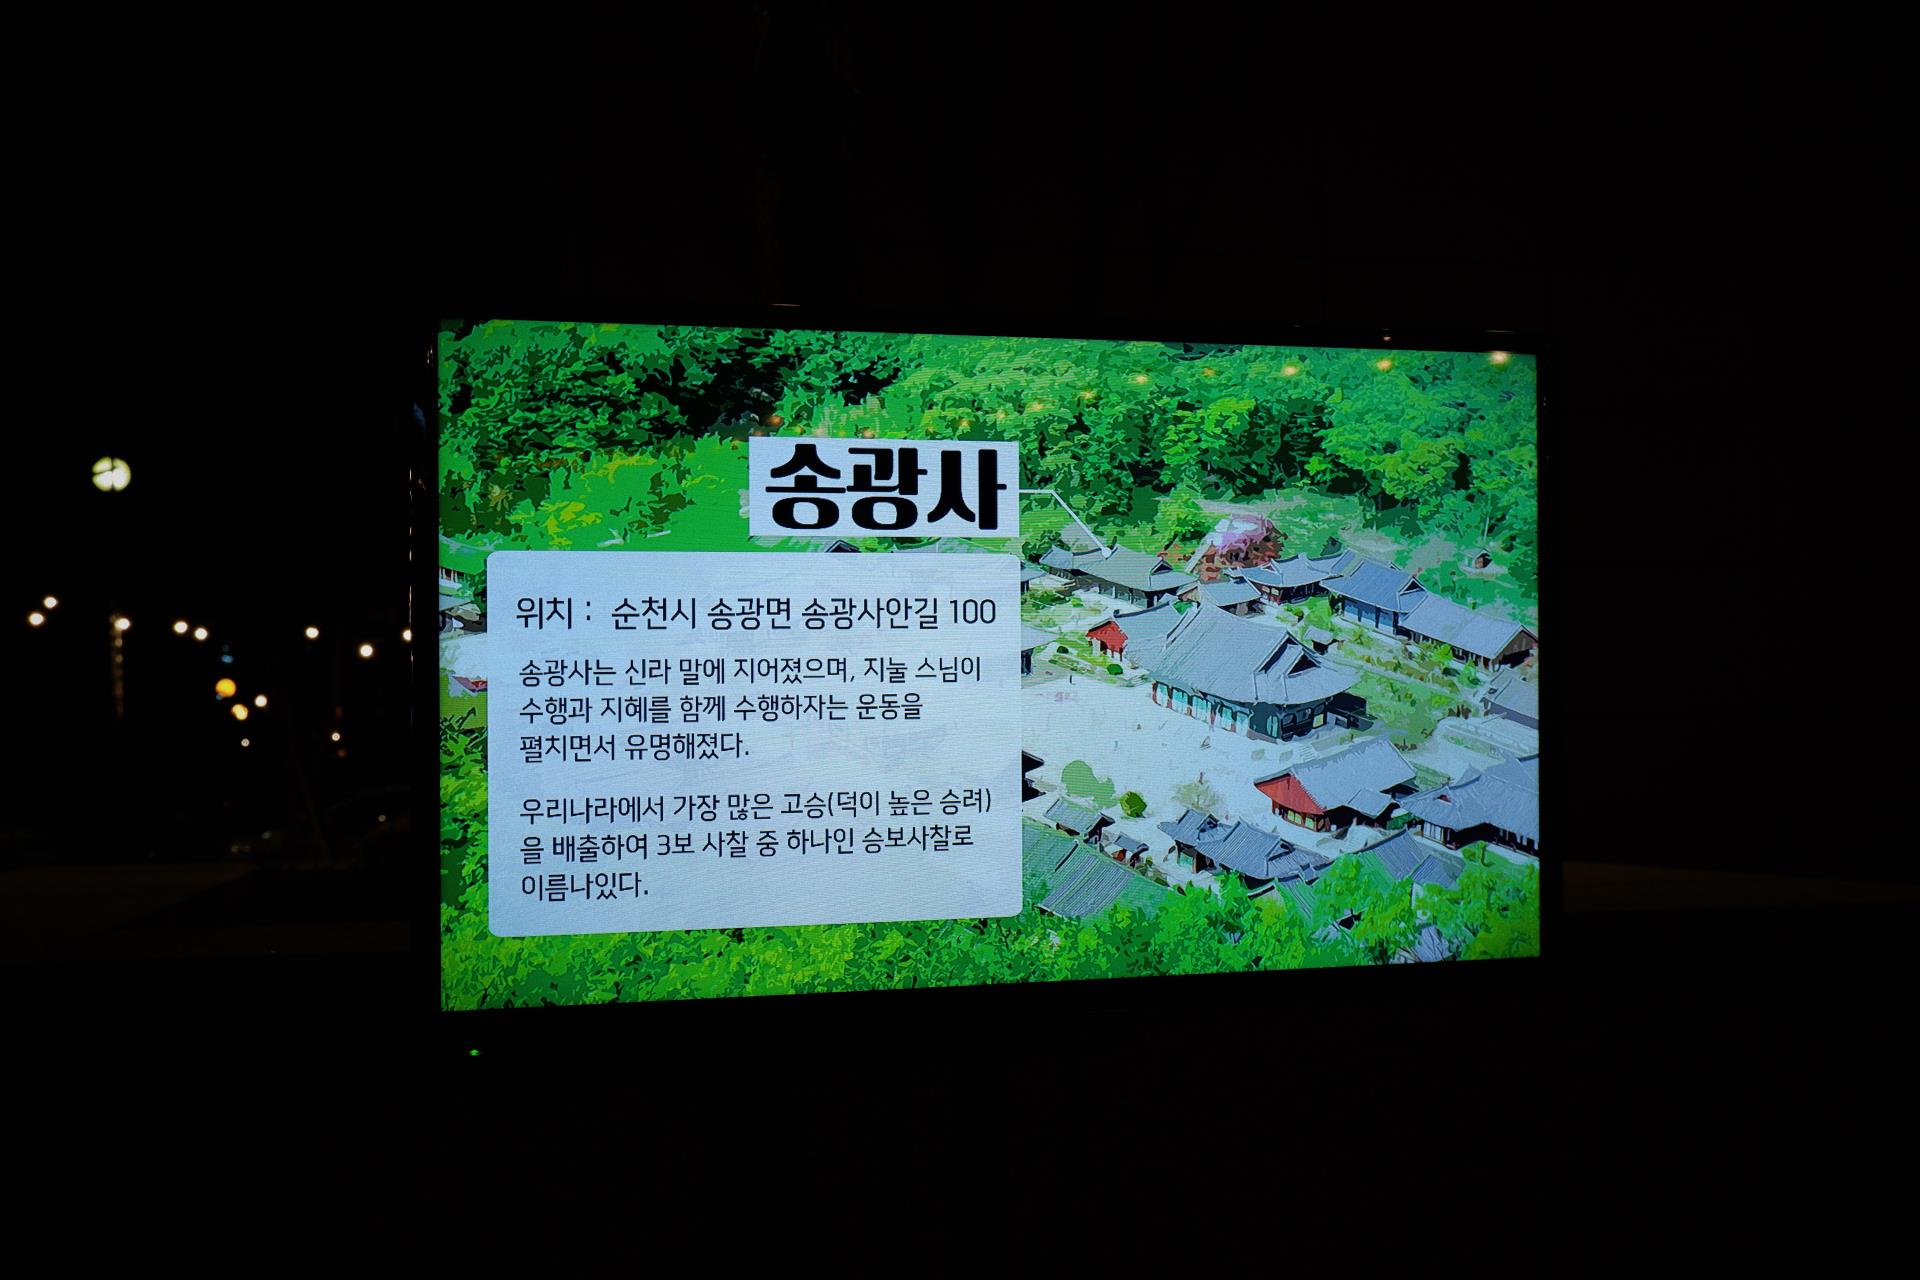 송광사
위치 : 순천시 송광면 송광사안길 100
송광사는 신라 말에 지어졌으며, 지눌 스님이
수행과 지혜를 함께 수행하자는 운동을
펼치면서 유명해졌다.
우리나라에서 가장 많은 고승(덕이 높은 승려)
을 배출하여 3보 사찰 중 하나인 승보사찰로
이름나있다.